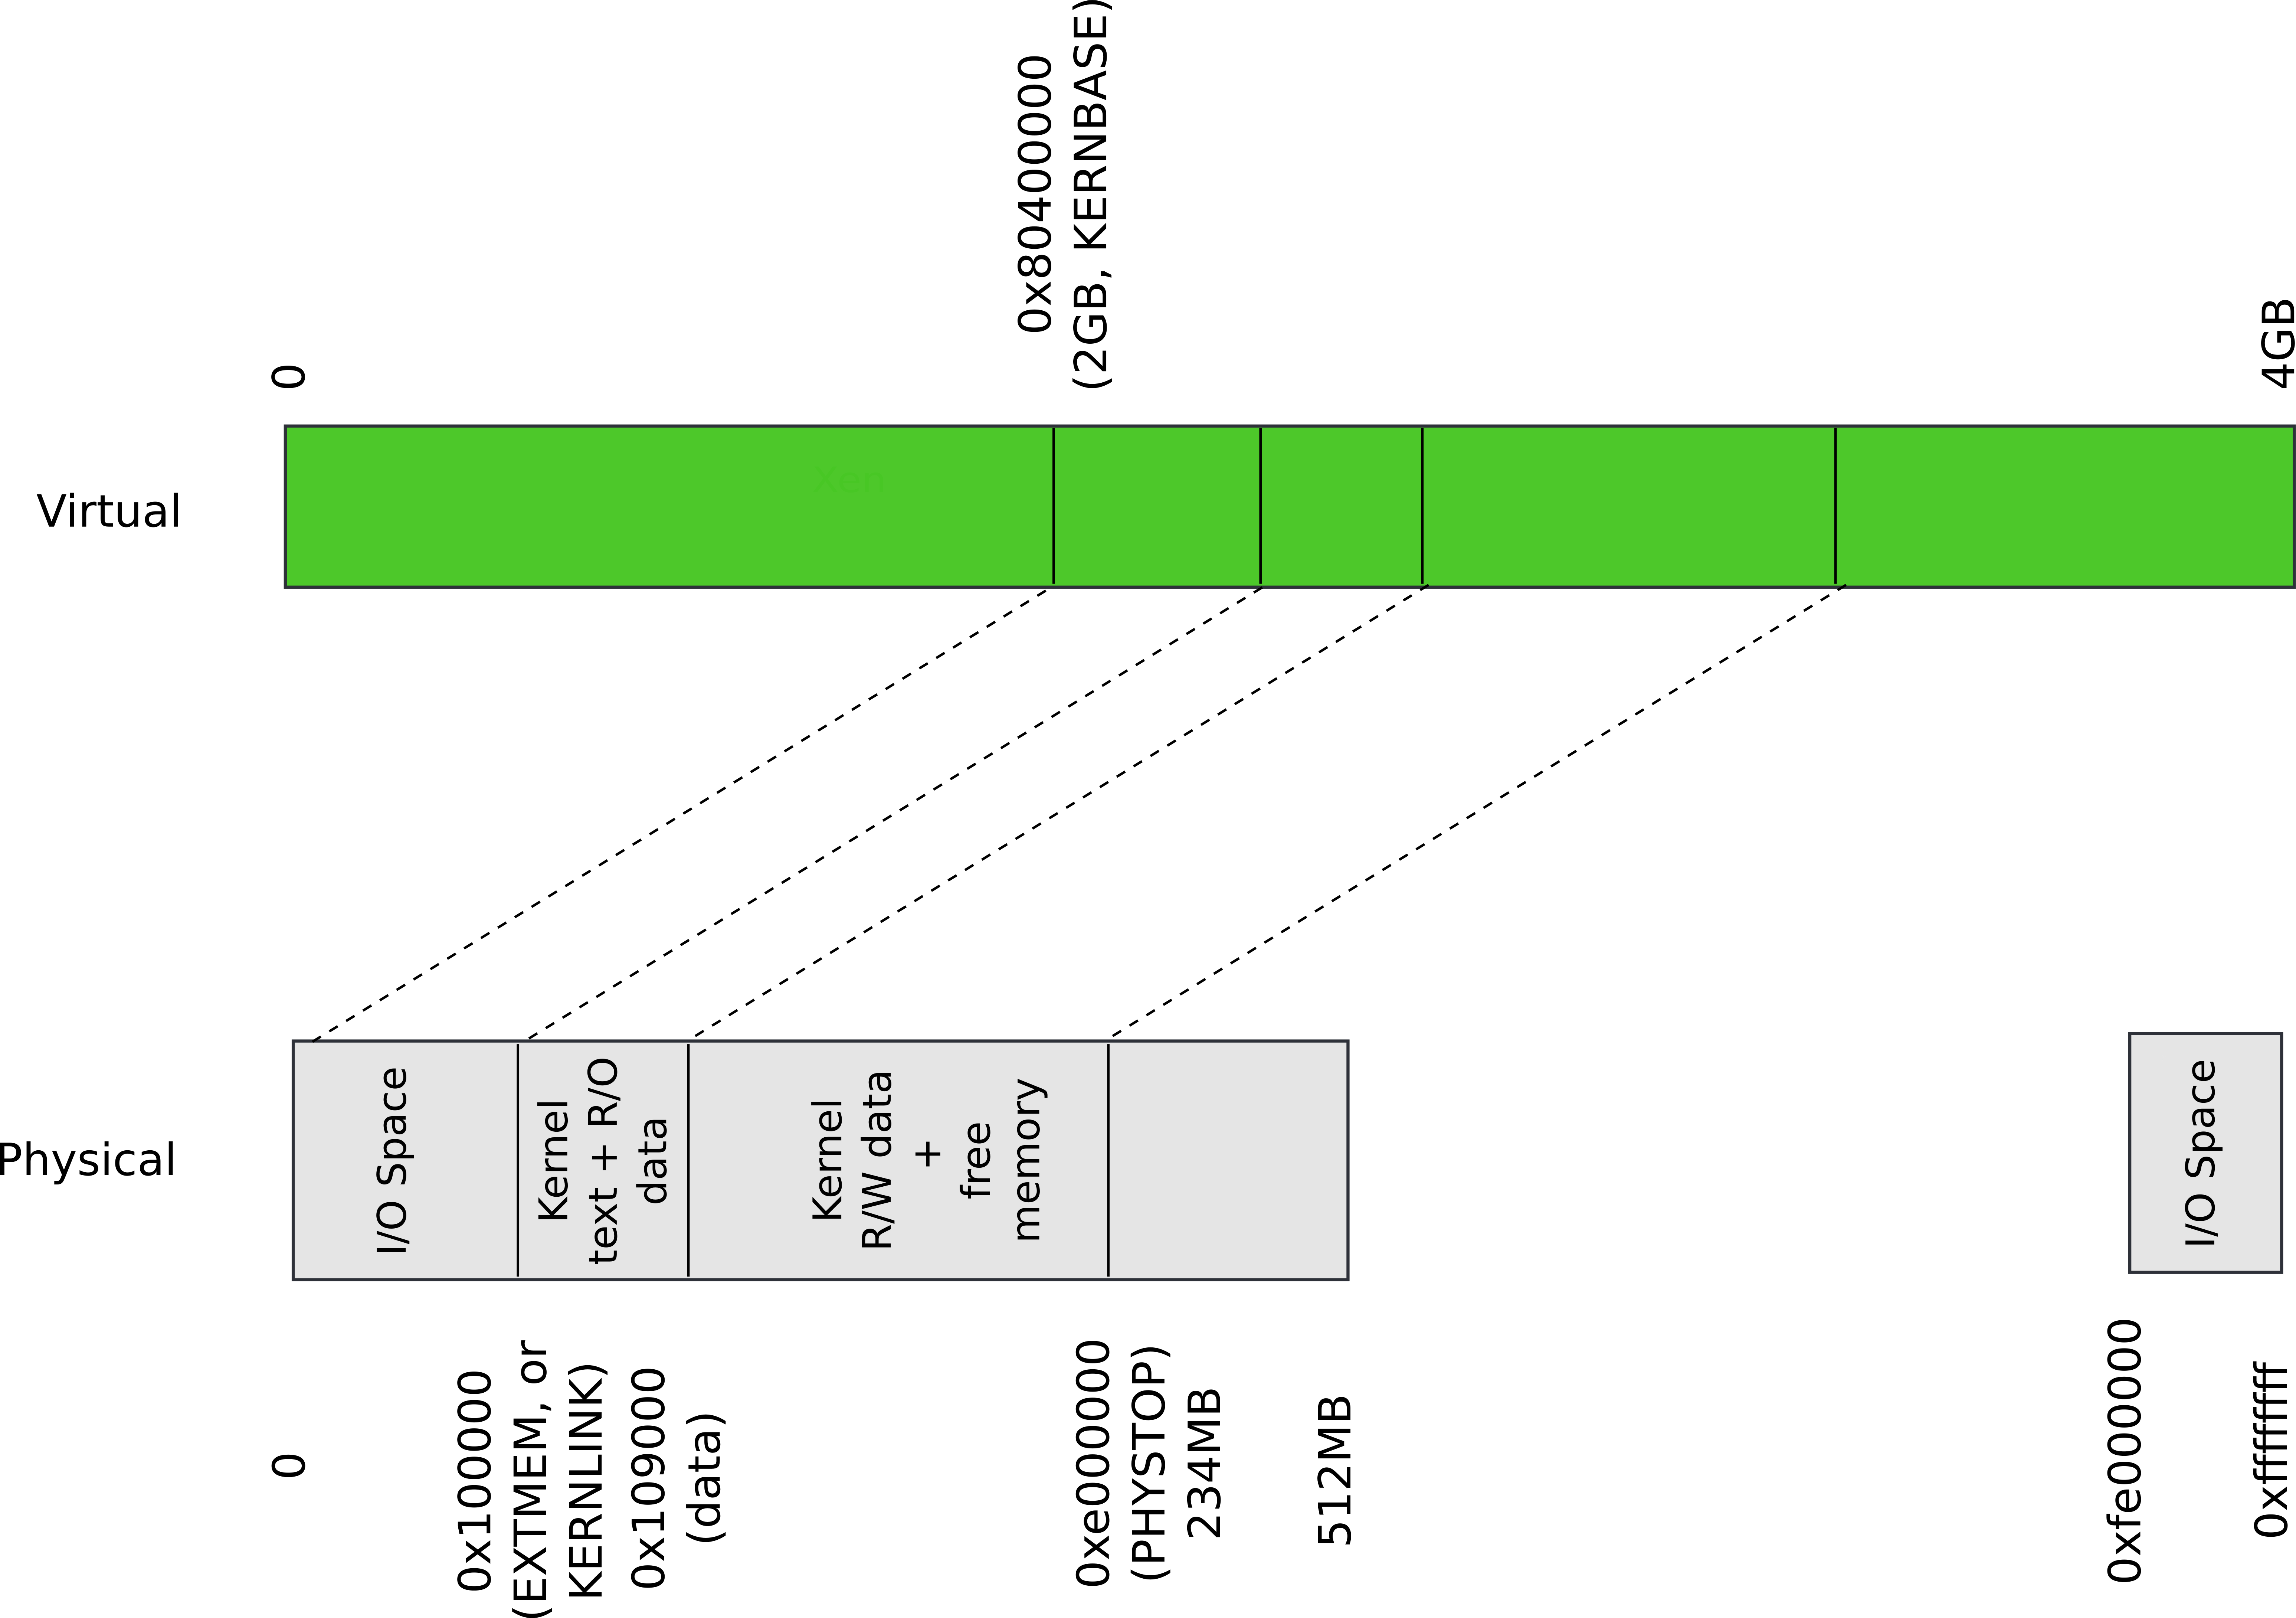 0
0x80400000
(2GB, KERNBASE)
4GB
Virtual
Xen
Physical
I/O Space
Kernel
text + R/O
data
Kernel
R/W data
+
free
memory
I/O Space
0
0x100000
(EXTMEM, or
KERNLINK)
0x109000
(data)
0xe000000
(PHYSTOP)
234MB
512MB
0xfe000000
0xffffffff